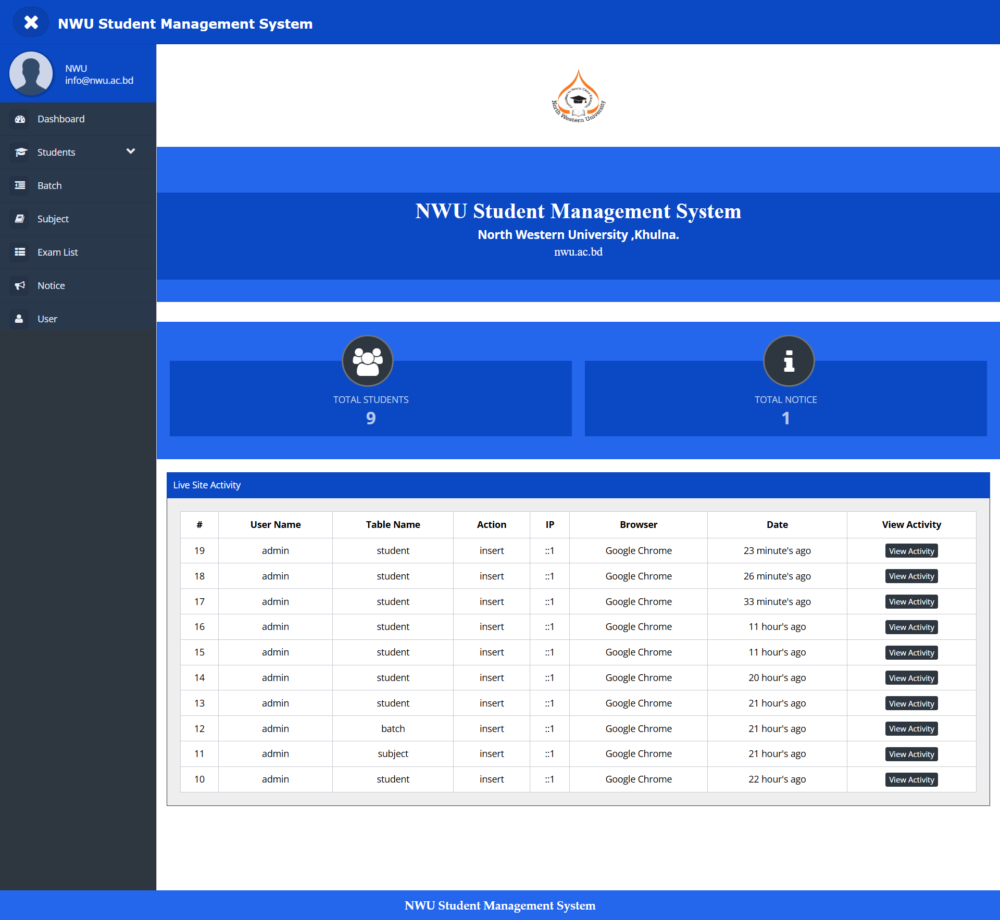 NWU Student Management System
NWU
info@nwu.ac.bd
Dashboard
Students
Batch
Subject
Exam List
Notice
User
Committed to World Class Education
North Western University
NWU Student Management System
North Western University ,Khulna.
nwu.ac.bd
TOTAL STUDENTS
9
TOTAL NOTICE
1
Live Site Activity
# User Name Table Name Action IP Browser Date View Activity
19 admin student insert ::1 Google Chrome 23 minute's ago View Activity
18 admin student insert ::1 Google Chrome 26 minute's ago View Activity
17 admin student insert ::1 Google Chrome 33 minute's ago View Activity
16 admin student insert ::1 Google Chrome 11 hour's ago View Activity
15 admin student insert ::1 Google Chrome 11 hour's ago View Activity
14 admin student insert ::1 Google Chrome 20 hour's ago View Activity
13 admin student insert ::1 Google Chrome 21 hour's ago View Activity
12 admin batch insert ::1 Google Chrome 21 hour's ago View Activity
11 admin subject insert ::1 Google Chrome 21 hour's ago View Activity
10 admin student insert ::1 Google Chrome 22 hour's ago View Activity
NWU Student Management System